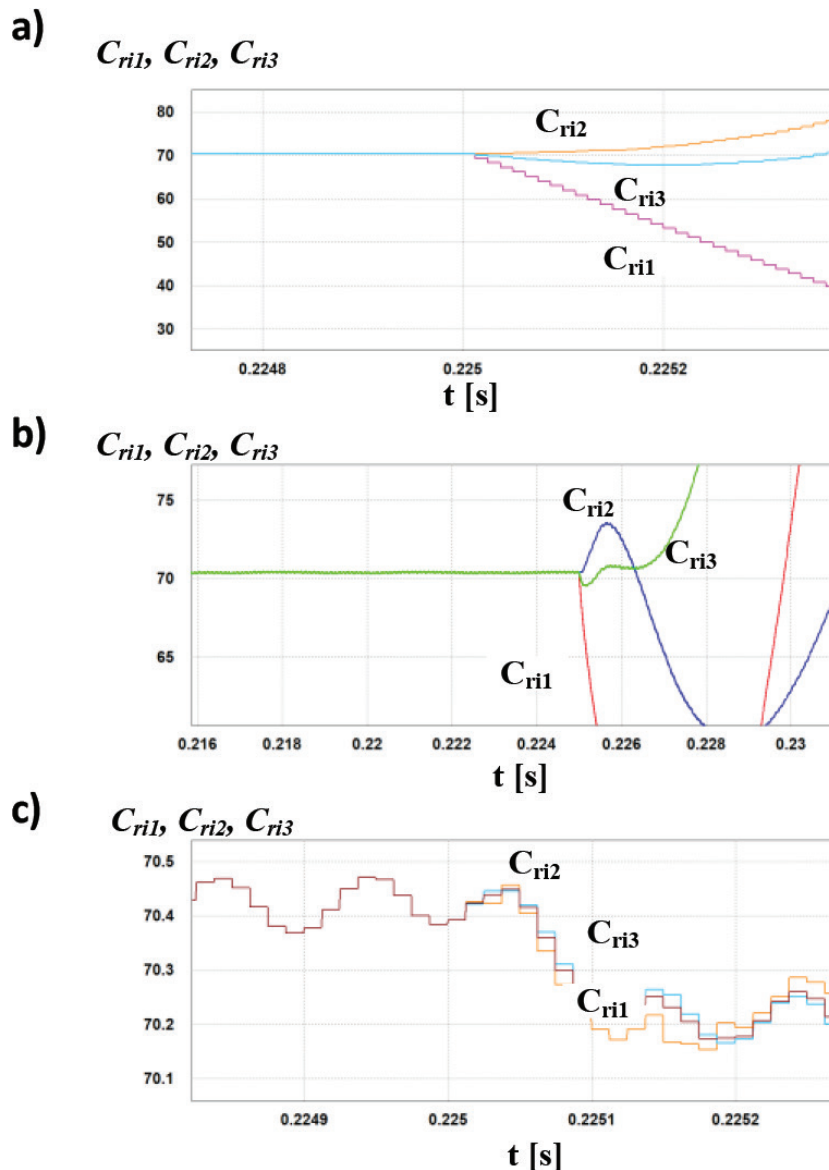 a)
Cri1, Cri2, Cri3
80
70
60
50
40
30
Cri2
Cri3
Cri1
0.2248
0.225
0.2252
t [s]
b)
Cri1, Cri2, Cri3
75
70
65
Cri2
Cri3
Cri1
0.216
0.218
0.22
0.222
0.224
0.226
0.228
0.23
t [s]
c)
Cri1, Cri2, Cri3
70.5
70.4
70.3
70.2
70.1
Cri2
Cri3
Cri1
0.2249
0.225
0.2251
0.2252
t [s]